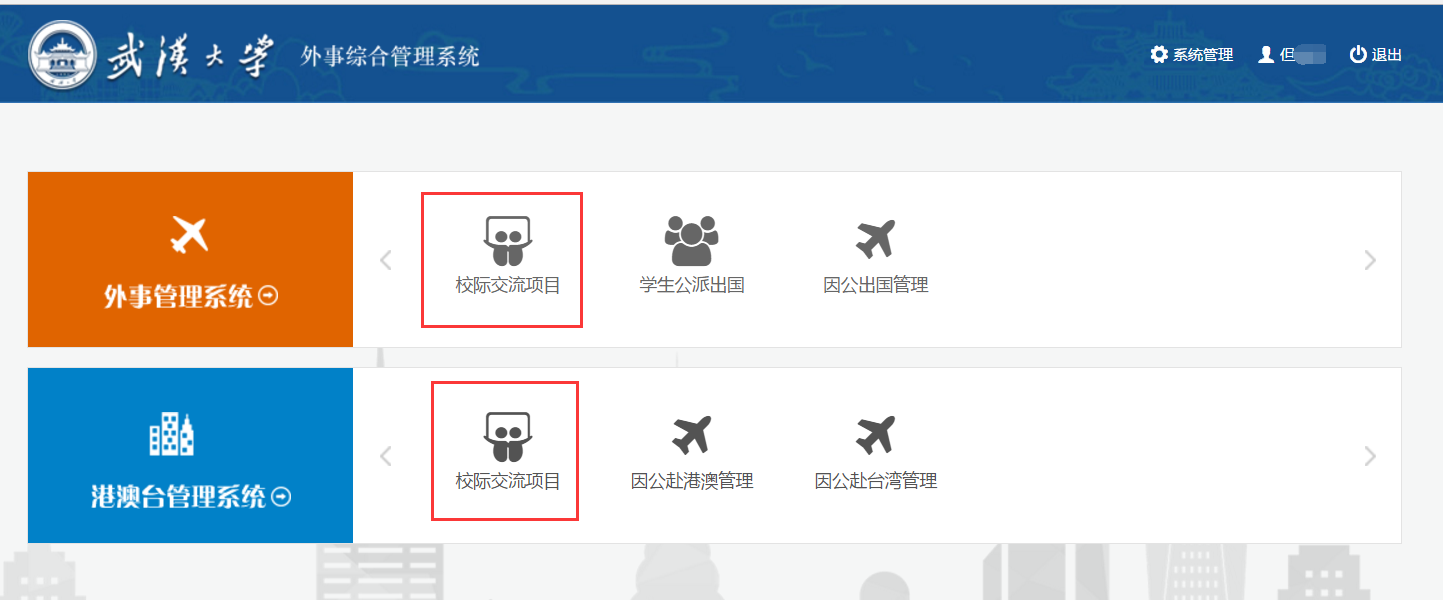 武漢大學 外事综合管理系统 系统管理 但 退出
外事管理系统
校际交流项目 学生公派出国 因公出国管理
港澳台管理系统
校际交流项目 因公赴港澳管理 因公赴台湾管理